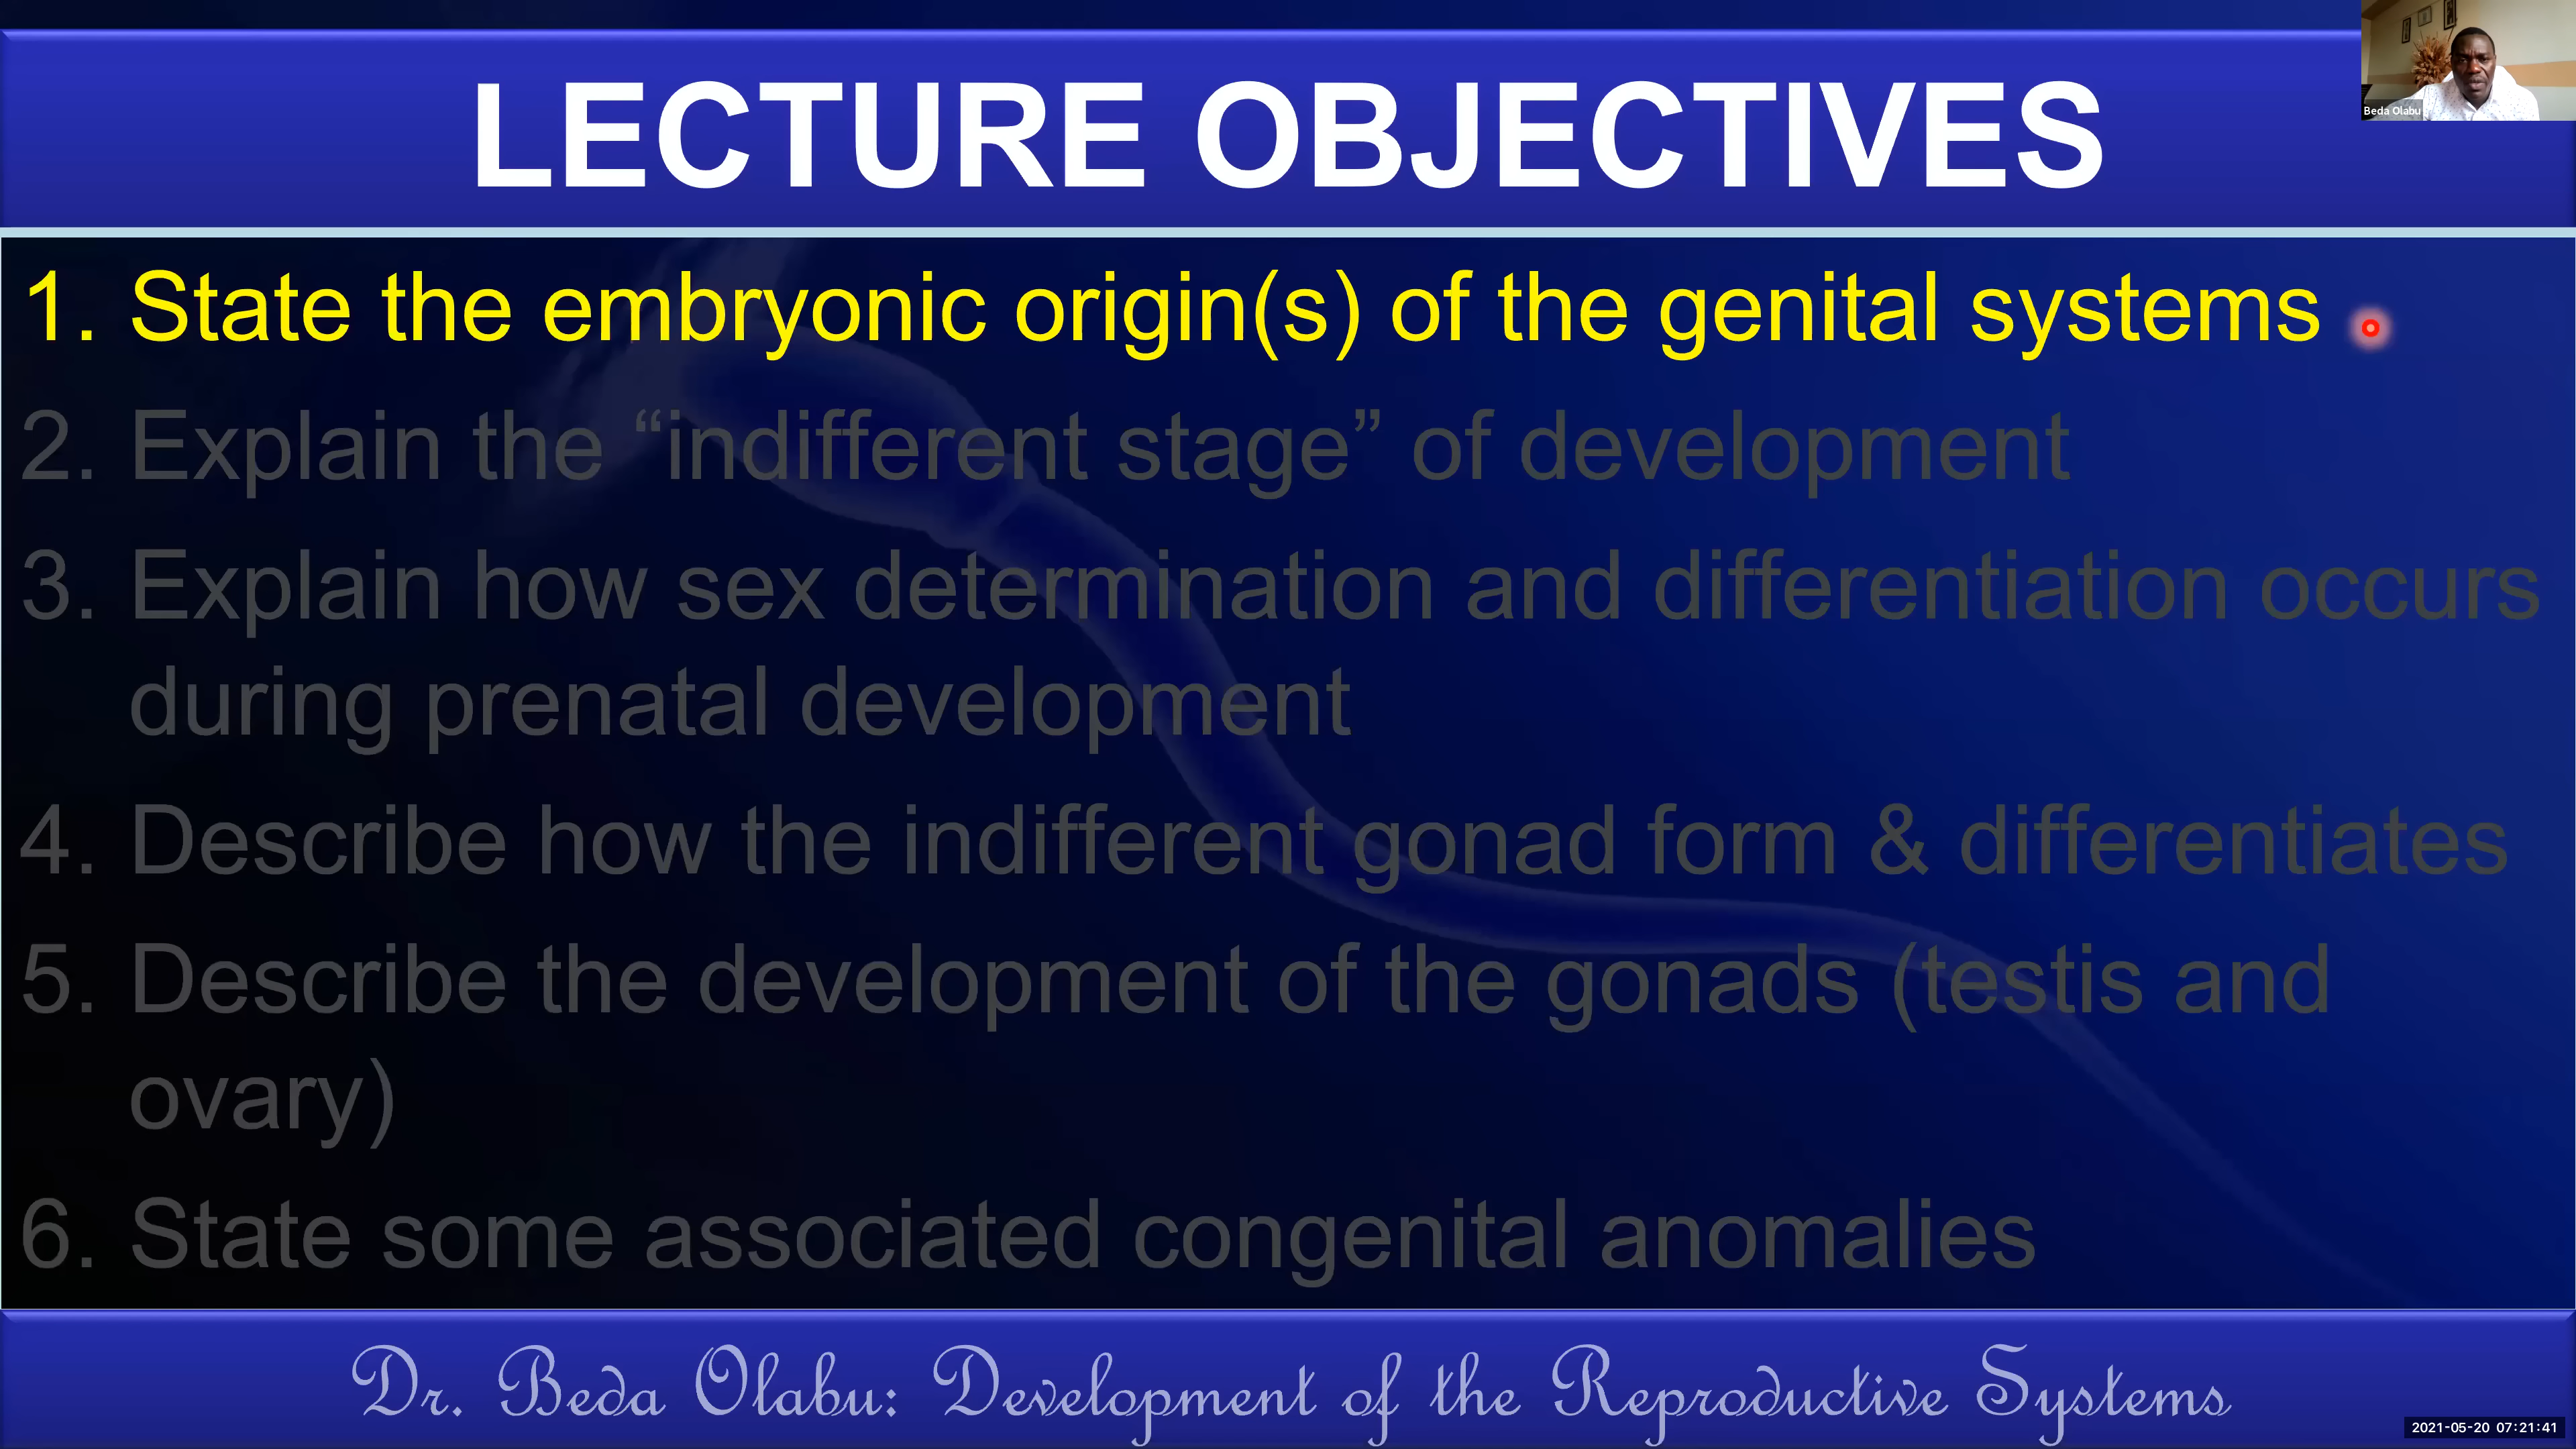 LECTURE OBJECTIVES
Beda Olabu
1. State the embryonic origin(s) of the genital systems
2. Explain the “indifferent stage” of development
3. Explain how sex determination and differentiation occurs
during prenatal development
4. Describe how the indifferent gonad form & differentiates
5. Describe the development of the gonads (testis and
ovary)
6. State some associated congenital anomalies
Dr. Beda Olabu: Development of the Reproductive Systems
2021-05-20 07:21:41